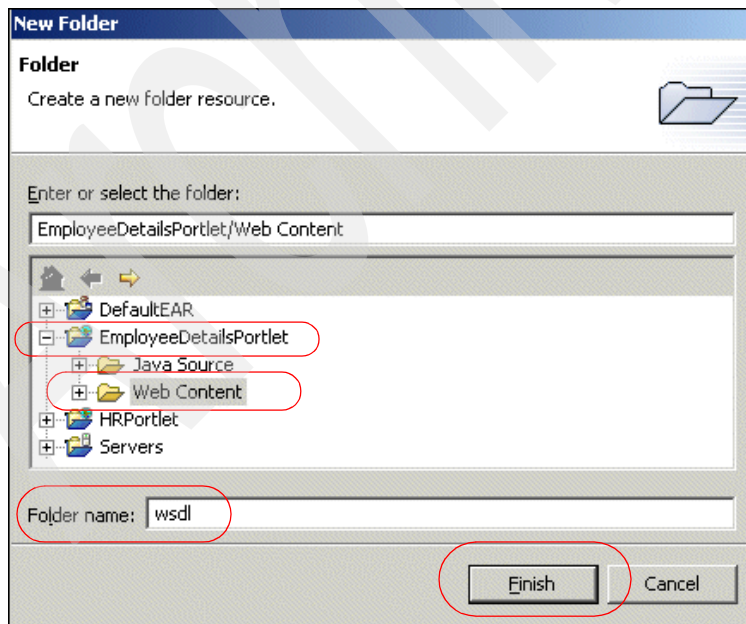 New Folder
Folder
Create a new folder resource.
Enter or select the folder:
EmployeeDetailsPortlet/Web Content
DefaultEAR
EmployeeDetailsPortlet
Java Source
Web Content
HRPortlet
Servers
Folder name: wsdl
Finish Cancel